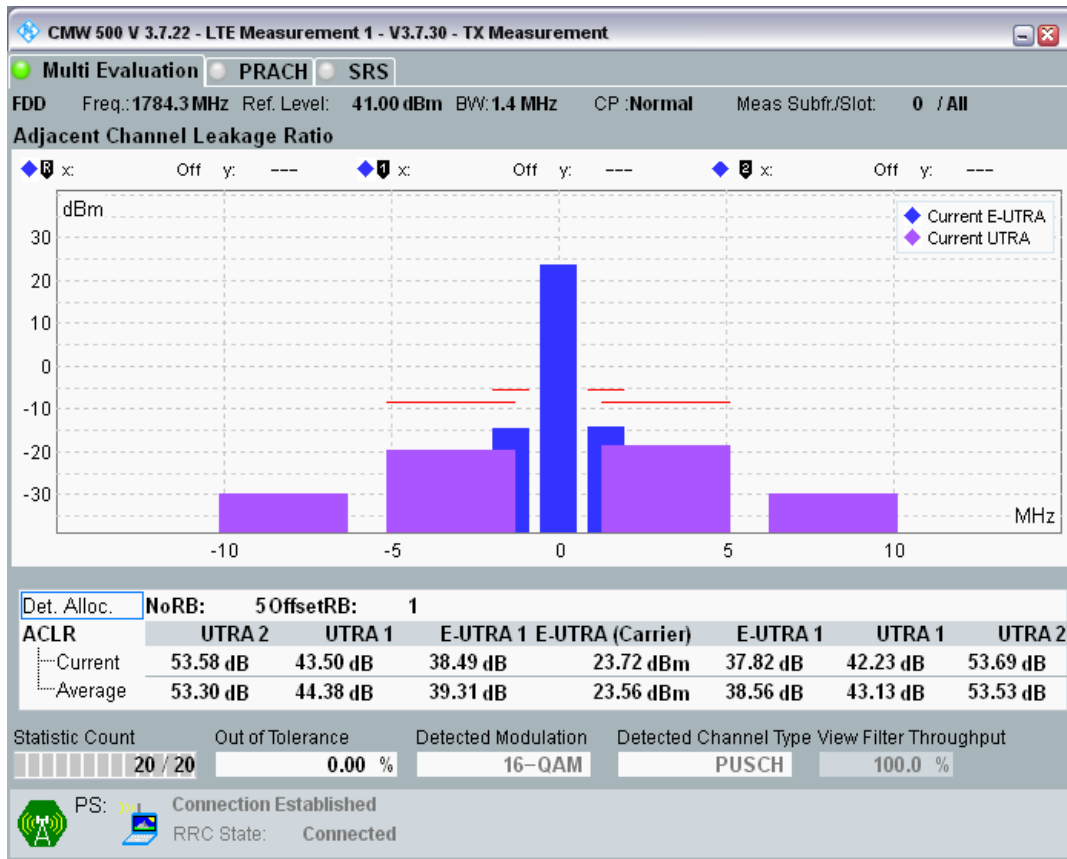 CMW 500 V 3.7.22 - LTE Measurement 1 - V3.7.30 - TX Measurement
Multi Evaluation PRACH SRS
FDD Freq.: 1784.3 MHz Ref. Level: 41.00 dBm BW: 1.4 MHz CP : Normal Meas Subfr./Slot: 0 / All
Adjacent Channel Leakage Ratio
R x: Off y: --- 1 x: Off y: --- 2 x: Off y: ---
dBm
Current E-UTRA
Current UTRA
30
20
10
0
-10
-20
-30
MHz
-10 -5 0 5 10
Det. Alloc. NoRB: 5 OffsetRB: 1
ACLR UTRA 2 UTRA 1 E-UTRA 1 E-UTRA (Carrier) E-UTRA 1 UTRA 1 UTRA 2
Current 53.58 dB 43.50 dB 38.49 dB 23.72 dBm 37.82 dB 42.23 dB 53.69 dB
Average 53.30 dB 44.38 dB 39.31 dB 23.56 dBm 38.56 dB 43.13 dB 53.53 dB
Statistic Count Out of Tolerance Detected Modulation Detected Channel Type View Filter Throughput
20 / 20 0.00 % 16-QAM PUSCH 100.0 %
PS: Connection Established
RRC State: Connected